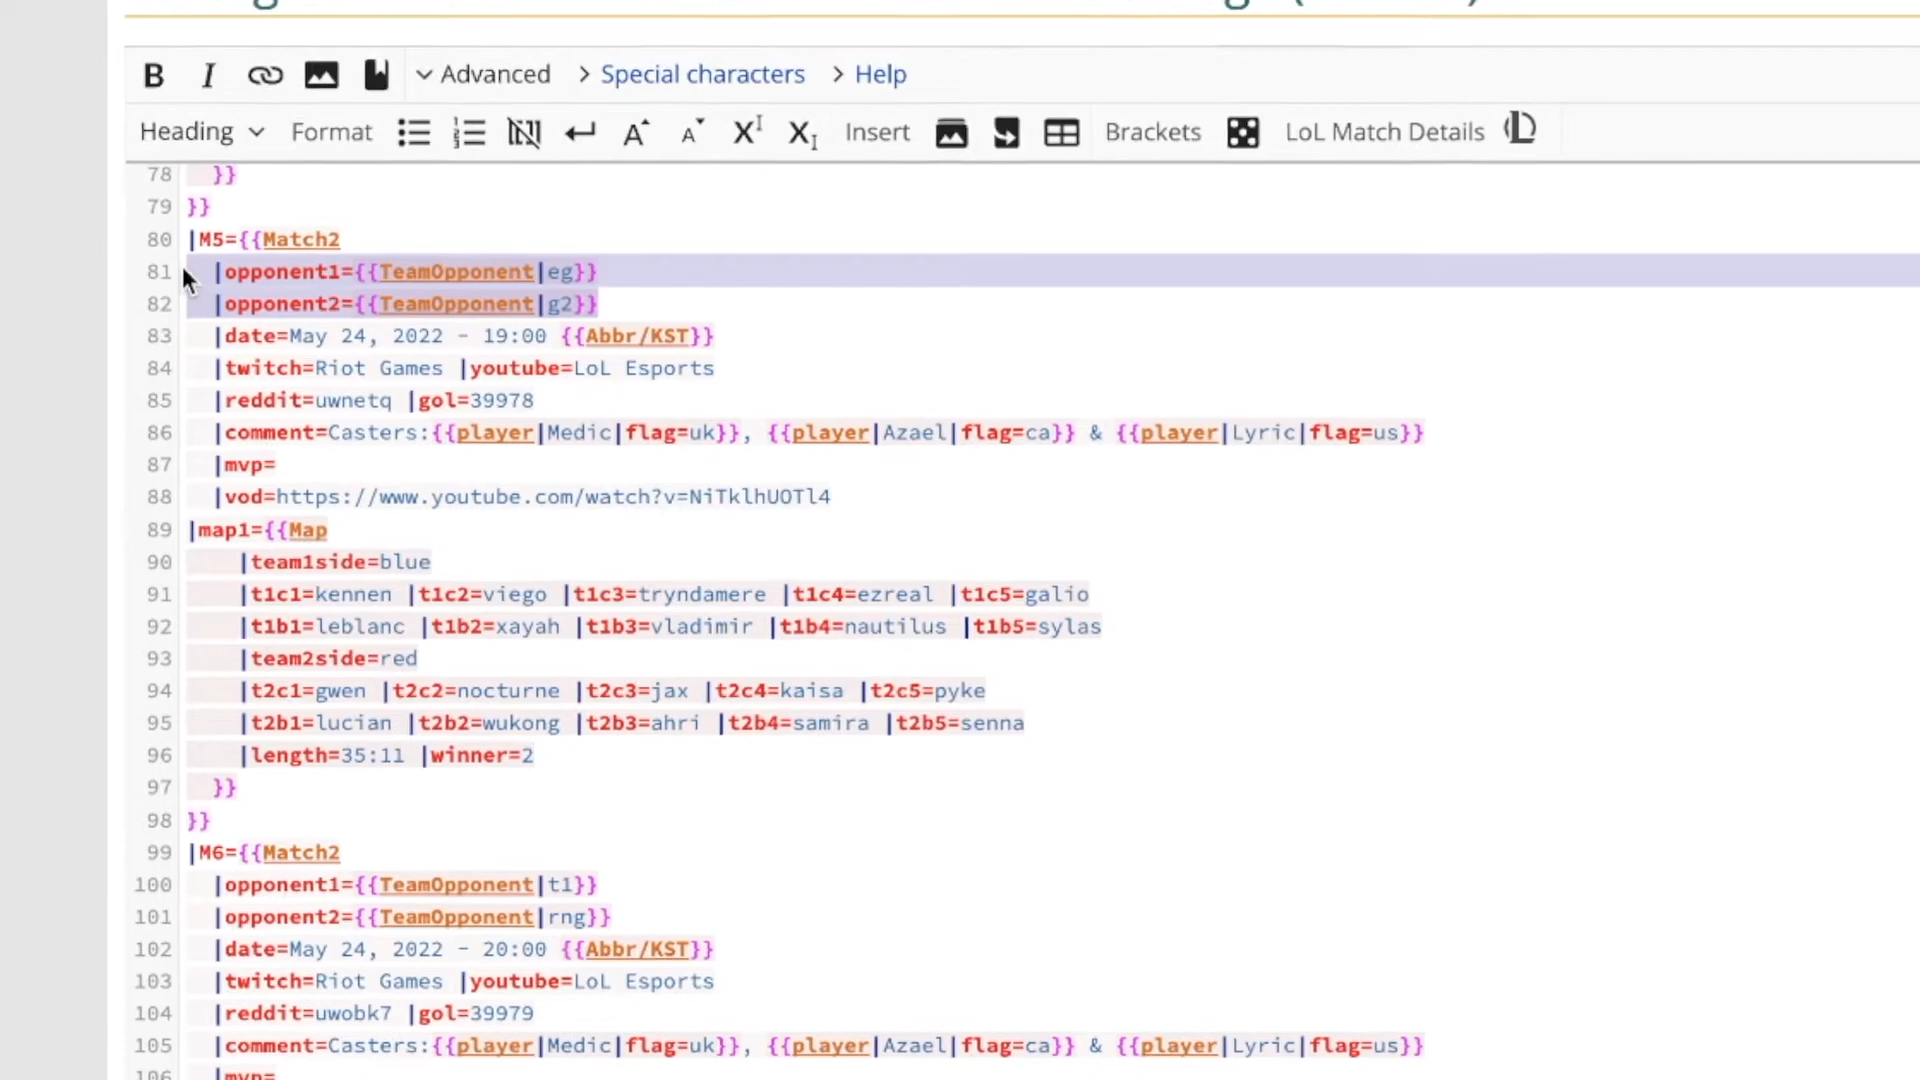 B I Advanced Special characters Help
Heading Format Insert Brackets LoL Match Details
78 }}
79 }}
80 |M5={{Match2
81 |opponent1={{TeamOpponent|eg}}
82 |opponent2={{TeamOpponent|g2}}
83 |date=May 24, 2022 - 19:00 {{Abbr/KST}}
84 |twitch=Riot Games |youtube=LoL Esports
85 |reddit=uwnetq |gol=39978
86 |comment=Casters:{{player|Medic|flag=uk}}, {{player|Azael|flag=ca}} & {{player|Lyric|flag=us}}
87 |mvp=
88 |vod=https://www.youtube.com/watch?v=NiTklhUOTl4
89 |map1={{Map
90 |team1side=blue
91 |t1c1=kennen |t1c2=viego |t1c3=tryndamere |t1c4=ezreal |t1c5=galio
92 |t1b1=leblanc |t1b2=xayah |t1b3=vladimir |t1b4=nautilus |t1b5=sylas
93 |team2side=red
94 |t2c1=gwen |t2c2=nocturne |t2c3=jax |t2c4=kaisa |t2c5=pyke
95 |t2b1=lucian |t2b2=wukong |t2b3=ahri |t2b4=samira |t2b5=senna
96 |length=35:11 |winner=2
97 }}
98 }}
99 |M6={{Match2
100 |opponent1={{TeamOpponent|t1}}
101 |opponent2={{TeamOpponent|rng}}
102 |date=May 24, 2022 - 20:00 {{Abbr/KST}}
103 |twitch=Riot Games |youtube=LoL Esports
104 |reddit=uwobk7 |gol=39979
105 |comment=Casters:{{player|Medic|flag=uk}}, {{player|Azael|flag=ca}} & {{player|Lyric|flag=us}}
106 |mvp=